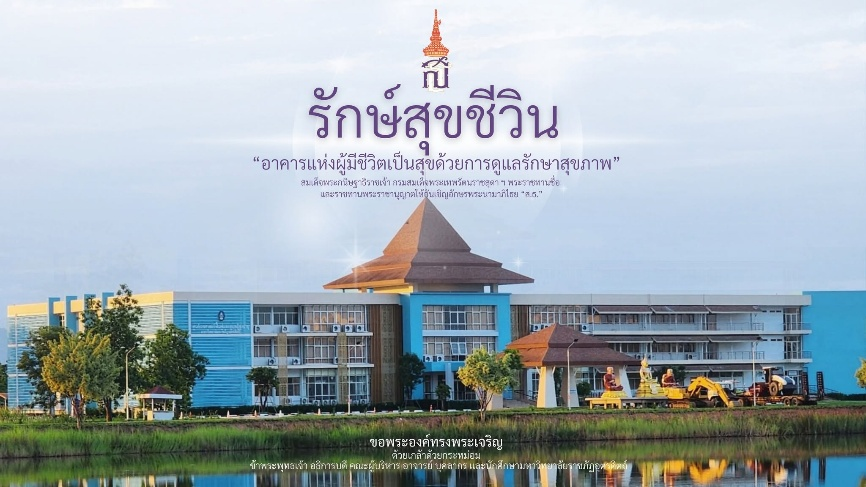 รักษ์สุขชีวิน
“อาคารแห่งผู้มีชีวิตเป็นสุขด้วยการดูแลรักษาสุขภาพ”
สมเด็จพระกนิษฐาธิราชเจ้า กรมสมเด็จพระเทพรัตนราชสุดา ฯ พระราชทานชื่อ
และราชทานพระราชานุญาตให้อัญเชิญอักษรพระนามาภิไธย “ส.ธ.”
ขอพระองค์ทรงพระเจริญ
ด้วยเกล้าด้วยกระหม่อม
ข้าพระพุทธเจ้า อธิการบดี คณะผู้บริหาร อาจารย์ บุคลากร และนักศึกษามหาวิทยาลัยราชภัฏอุตรดิตถ์